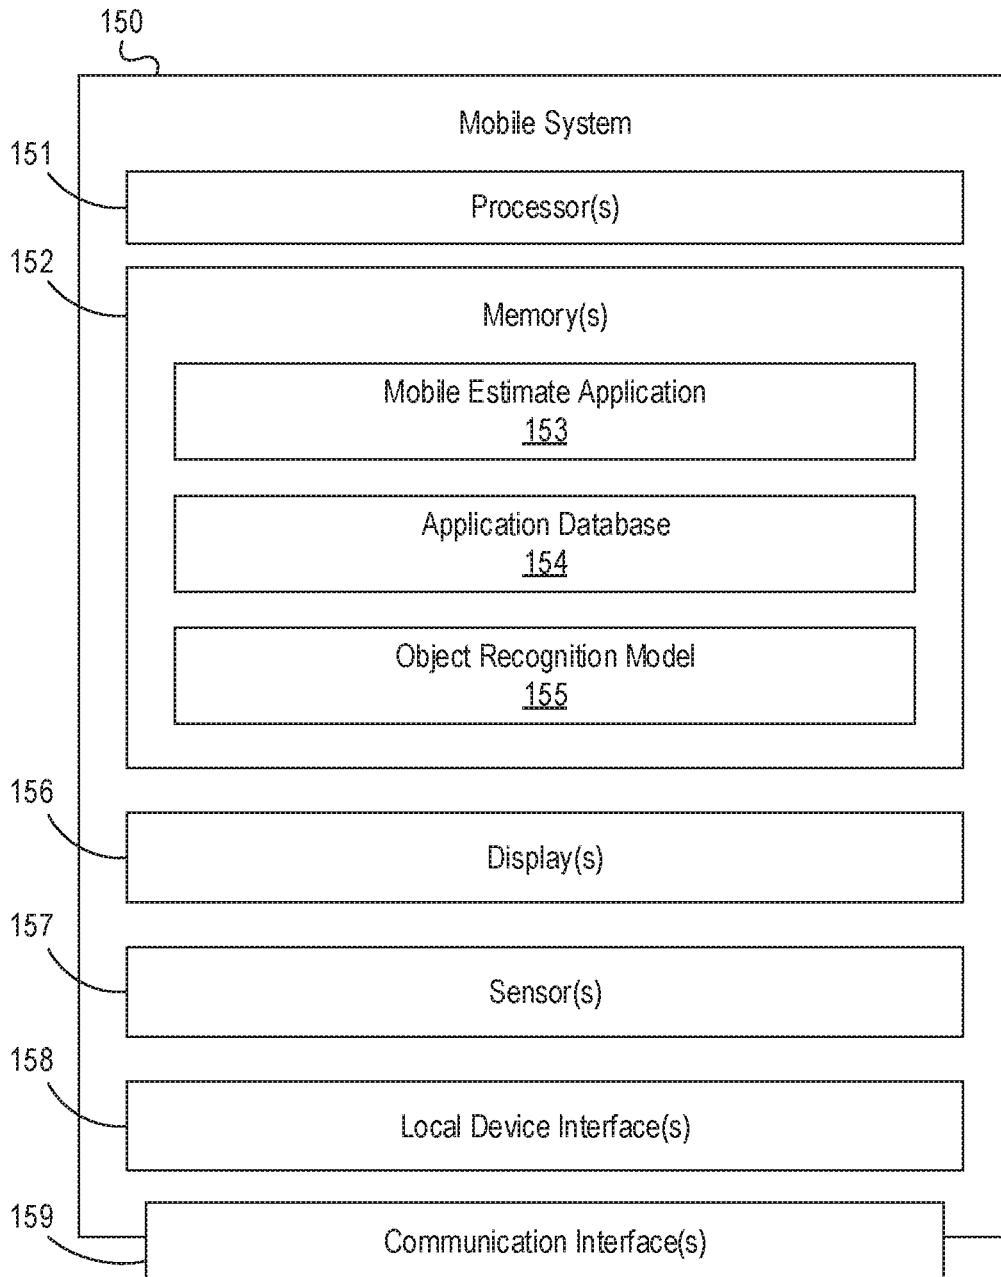 150
Mobile System
151
Processor(s)
152
Memory(s)
Mobile Estimate Application
153
Application Database
154
Object Recognition Model
155
156
Display(s)
157
Sensor(s)
158
Local Device Interface(s)
159
Communication Interface(s)